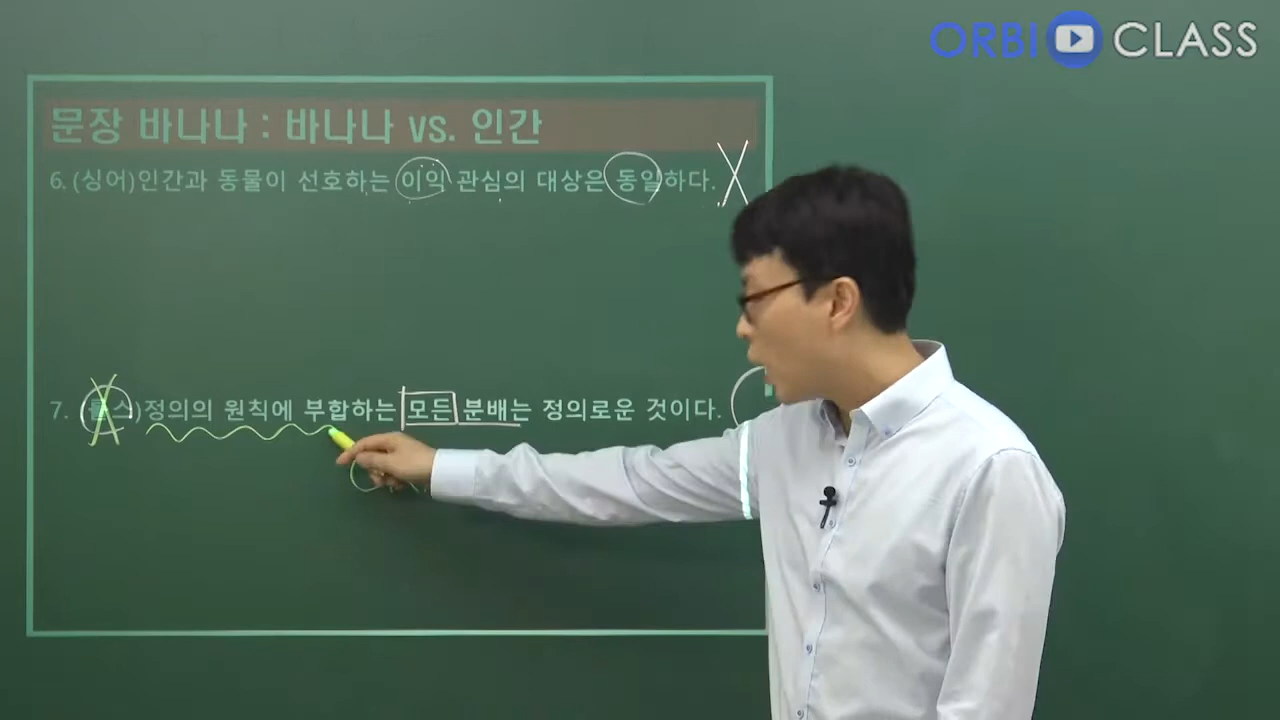 ORBI CLASS
문장 바나나 : 바나나 vs. 인간
6. (싱어)인간과 동물이 선호하는 이익 관심의 대상은 동일하다. X
7. (롤스)정의의 원칙에 부합하는 모든 분배는 정의로운 것이다.